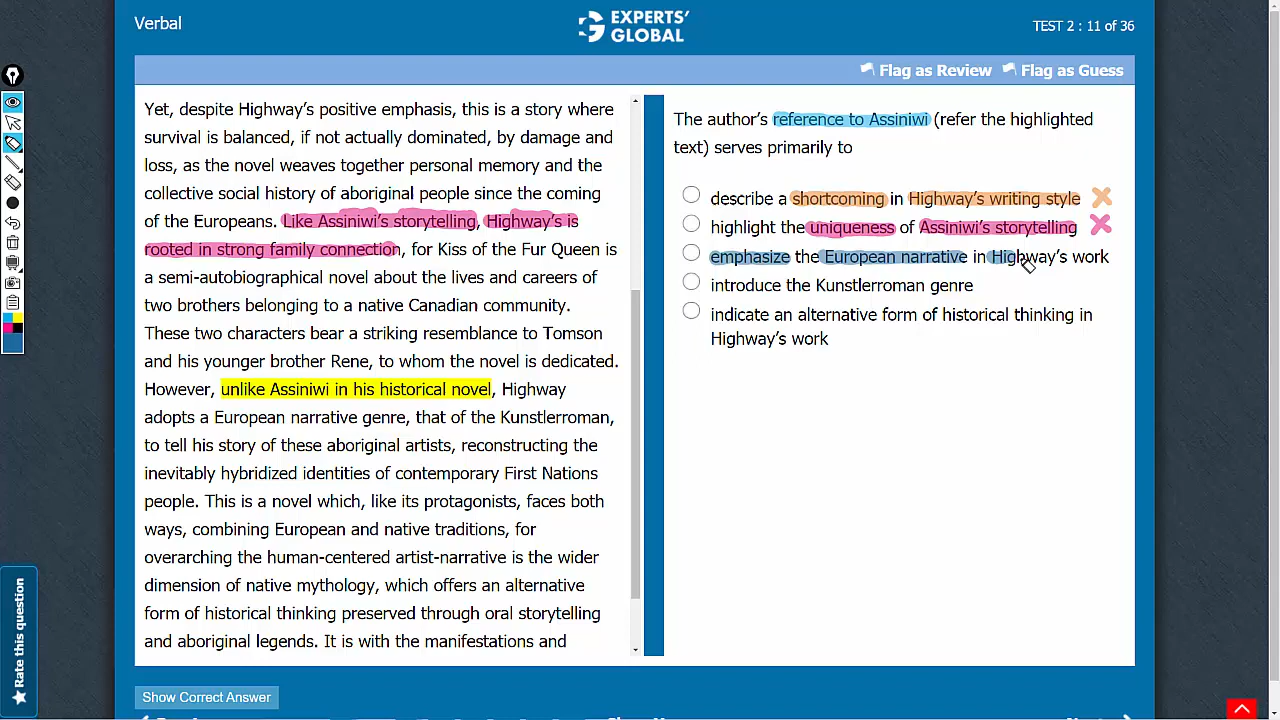 Verbal
EXPERTS'
GLOBAL
TEST 2 : 11 of 36
Flag as Review
Flag as Guess
Yet, despite Highway's positive emphasis, this is a story where
survival is balanced, if not actually dominated, by damage and
loss, as the novel weaves together personal memory and the
collective social history of aboriginal people since the coming
of the Europeans. Like Assiniwi's storytelling, Highway's is
rooted in strong family connection, for Kiss of the Fur Queen is
a semi-autobiographical novel about the lives and careers of
two brothers belonging to a native Canadian community.
These two characters bear a striking resemblance to Tomson
and his younger brother Rene, to whom the novel is dedicated.
However, unlike Assiniwi in his historical novel, Highway
adopts a European narrative genre, that of the Kunstlerroman,
to tell his story of these aboriginal artists, reconstructing the
inevitably hybridized identities of contemporary First Nations
people. This is a novel which, like its protagonists, faces both
ways, combining European and native traditions, for
overarching the human-centered artist-narrative is the wider
dimension of native mythology, which offers an alternative
form of historical thinking preserved through oral storytelling
and aboriginal legends. It is with the manifestations and
The author's reference to Assiniwi (refer the highlighted
text) serves primarily to
describe a shortcoming in Highway's writing style
highlight the uniqueness of Assiniwi's storytelling
emphasize the European narrative in Highway's work
introduce the Kunstlerroman genre
indicate an alternative form of historical thinking in
Highway's work
Rate this question
Show Correct Answer